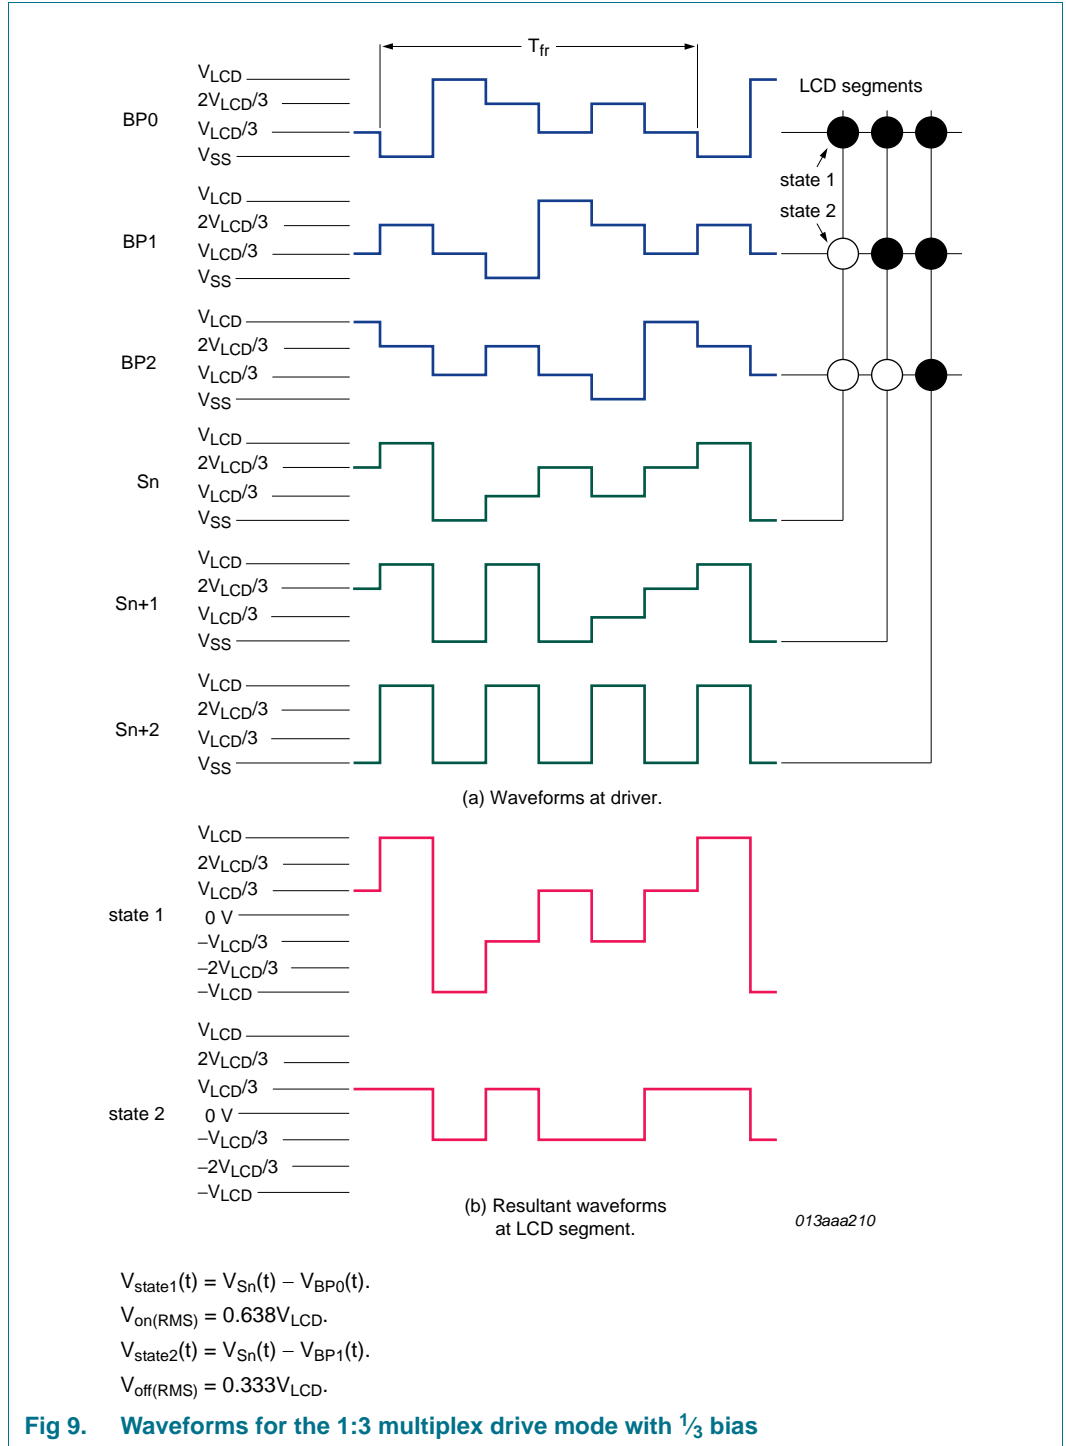 Tfr
BP0
VLCD
2VLCD/3
VLCD/3
VSS
LCD segments
state 1
state 2
BP1
VLCD
2VLCD/3
VLCD/3
VSS
BP2
VLCD
2VLCD/3
VLCD/3
VSS
Sn
VLCD
2VLCD/3
VLCD/3
VSS
Sn+1
VLCD
2VLCD/3
VLCD/3
VSS
Sn+2
VLCD
2VLCD/3
VLCD/3
VSS
(a) Waveforms at driver.
state 1
VLCD
2VLCD/3
VLCD/3
0 V
−VLCD/3
−2VLCD/3
−VLCD
state 2
VLCD
2VLCD/3
VLCD/3
0 V
−VLCD/3
−2VLCD/3
−VLCD
(b) Resultant waveforms
at LCD segment.
013aaa210
Vstate1(t) = VSn(t) − VBP0(t).
Von(RMS) = 0.638VLCD.
Vstate2(t) = VSn(t) − VBP1(t).
Voff(RMS) = 0.333VLCD.
Fig 9. Waveforms for the 1:3 multiplex drive mode with 1⁄3 bias